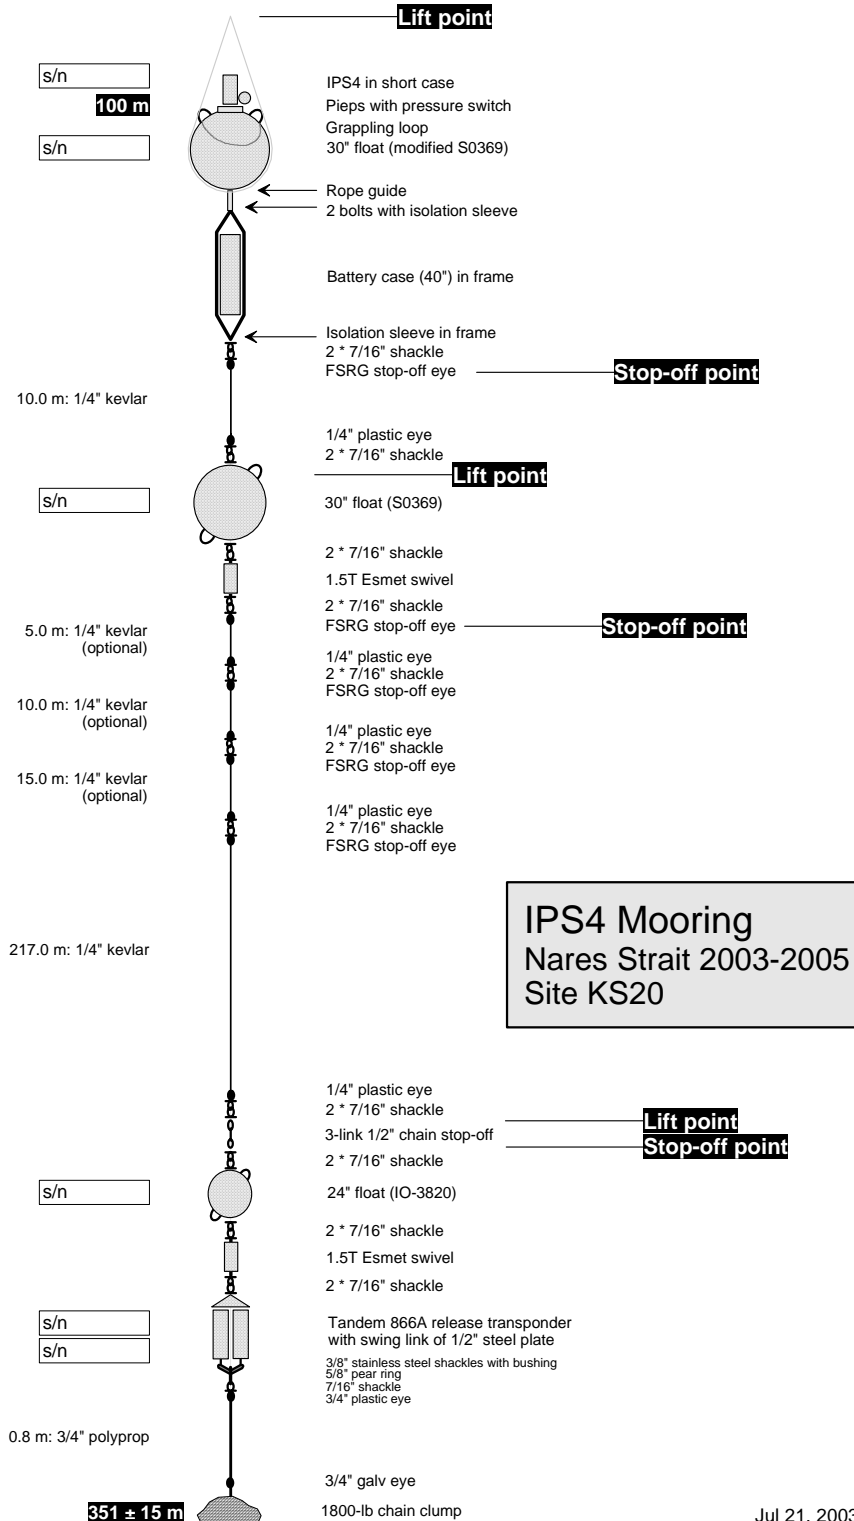 Lift point
s/n
IPS4 in short case
100 m
Pieps with pressure switch
Grappling loop
s/n
30" float (modified S0369)
Rope guide
2 bolts with isolation sleeve
Battery case (40") in frame
Isolation sleeve in frame
2 * 7/16" shackle
FSRG stop-off eye
Stop-off point
10.0 m: 1/4" kevlar
1/4" plastic eye
2 * 7/16" shackle
Lift point
s/n
30" float (S0369)
2 * 7/16" shackle
1.5T Esmet swivel
2 * 7/16" shackle
FSRG stop-off eye
Stop-off point
5.0 m: 1/4" kevlar
(optional)
1/4" plastic eye
2 * 7/16" shackle
FSRG stop-off eye
10.0 m: 1/4" kevlar
(optional)
1/4" plastic eye
2 * 7/16" shackle
FSRG stop-off eye
15.0 m: 1/4" kevlar
(optional)
1/4" plastic eye
2 * 7/16" shackle
FSRG stop-off eye
IPS4 Mooring
Nares Strait 2003-2005
Site KS20
217.0 m: 1/4" kevlar
1/4" plastic eye
2 * 7/16" shackle
Lift point
3-link 1/2" chain stop-off
Stop-off point
2 * 7/16" shackle
s/n
24" float (IO-3820)
2 * 7/16" shackle
1.5T Esmet swivel
2 * 7/16" shackle
s/n
Tandem 866A release transponder
with swing link of 1/2" steel plate
s/n
3/8" stainless steel shackles with bushing
5/8" pear ring
7/16" shackle
3/4" plastic eye
0.8 m: 3/4" polyprop
3/4" galv eye
351 ± 15 m
1800-lb chain clump
Jul 21, 2003